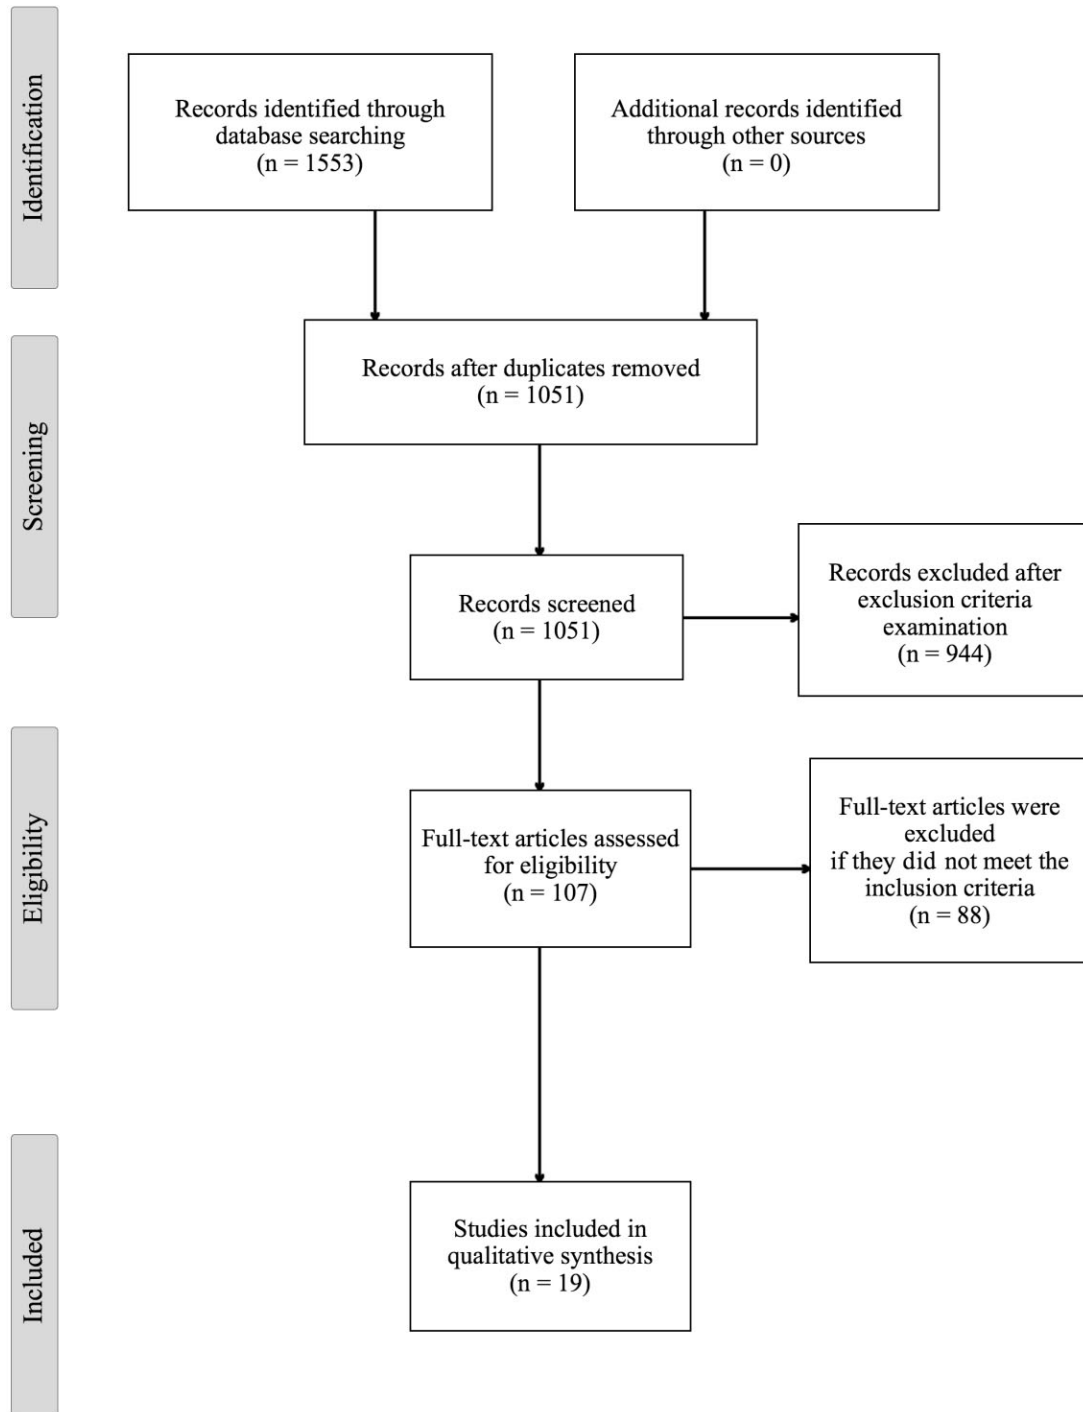 Identification
Records identified through
database searching
(n = 1553)
Additional records identified
through other sources
(n = 0)
Screening
Records after duplicates removed
(n = 1051)
Records screened
(n = 1051)
Records excluded after
exclusion criteria
examination
(n = 944)
Eligibility
Full-text articles assessed
for eligibility
(n = 107)
Full-text articles were
excluded
if they did not meet the
inclusion criteria
(n = 88)
Included
Studies included in
qualitative synthesis
(n = 19)